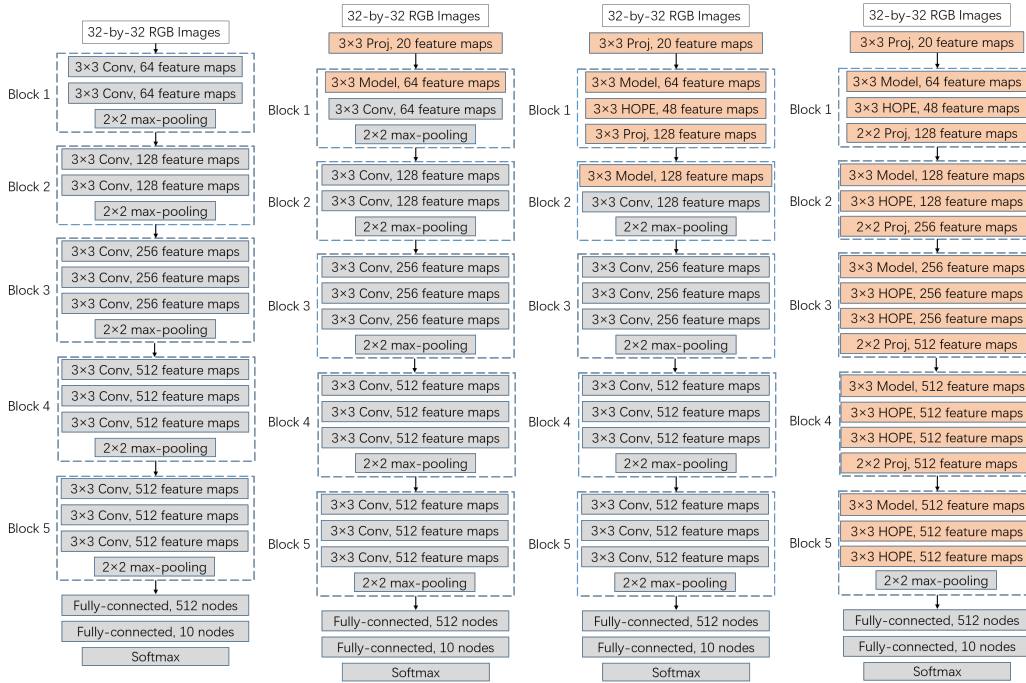 32-by-32 RGB Images
Block 1
3×3 Conv, 64 feature maps
3×3 Conv, 64 feature maps
2×2 max-pooling
Block 2
3×3 Conv, 128 feature maps
3×3 Conv, 128 feature maps
2×2 max-pooling
Block 3
3×3 Conv, 256 feature maps
3×3 Conv, 256 feature maps
3×3 Conv, 256 feature maps
2×2 max-pooling
Block 4
3×3 Conv, 512 feature maps
3×3 Conv, 512 feature maps
3×3 Conv, 512 feature maps
2×2 max-pooling
Block 5
3×3 Conv, 512 feature maps
3×3 Conv, 512 feature maps
3×3 Conv, 512 feature maps
2×2 max-pooling
Fully-connected, 512 nodes
Fully-connected, 10 nodes
Softmax
32-by-32 RGB Images
3×3 Proj, 20 feature maps
Block 1
3×3 Model, 64 feature maps
3×3 Conv, 64 feature maps
2×2 max-pooling
Block 2
3×3 Conv, 128 feature maps
3×3 Conv, 128 feature maps
2×2 max-pooling
Block 3
3×3 Conv, 256 feature maps
3×3 Conv, 256 feature maps
3×3 Conv, 256 feature maps
2×2 max-pooling
Block 4
3×3 Conv, 512 feature maps
3×3 Conv, 512 feature maps
3×3 Conv, 512 feature maps
2×2 max-pooling
Block 5
3×3 Conv, 512 feature maps
3×3 Conv, 512 feature maps
3×3 Conv, 512 feature maps
2×2 max-pooling
Fully-connected, 512 nodes
Fully-connected, 10 nodes
Softmax
32-by-32 RGB Images
3×3 Proj, 20 feature maps
Block 1
3×3 Model, 64 feature maps
3×3 HOPE, 48 feature maps
3×3 Proj, 128 feature maps
Block 2
3×3 Model, 128 feature maps
3×3 Conv, 128 feature maps
2×2 max-pooling
Block 3
3×3 Conv, 256 feature maps
3×3 Conv, 256 feature maps
3×3 Conv, 256 feature maps
2×2 max-pooling
Block 4
3×3 Conv, 512 feature maps
3×3 Conv, 512 feature maps
3×3 Conv, 512 feature maps
2×2 max-pooling
Block 5
3×3 Conv, 512 feature maps
3×3 Conv, 512 feature maps
3×3 Conv, 512 feature maps
2×2 max-pooling
Fully-connected, 512 nodes
Fully-connected, 10 nodes
Softmax
32-by-32 RGB Images
3×3 Proj, 20 feature maps
Block 1
3×3 Model, 64 feature maps
3×3 HOPE, 48 feature maps
2×2 Proj, 128 feature maps
Block 2
3×3 Model, 128 feature maps
3×3 HOPE, 128 feature maps
2×2 Proj, 256 feature maps
Block 3
3×3 Model, 256 feature maps
3×3 HOPE, 256 feature maps
3×3 HOPE, 256 feature maps
2×2 Proj, 512 feature maps
Block 4
3×3 Model, 512 feature maps
3×3 HOPE, 512 feature maps
3×3 HOPE, 512 feature maps
2×2 Proj, 512 feature maps
Block 5
3×3 Model, 512 feature maps
3×3 HOPE, 512 feature maps
3×3 HOPE, 512 feature maps
2×2 max-pooling
Fully-connected, 512 nodes
Fully-connected, 10 nodes
Softmax